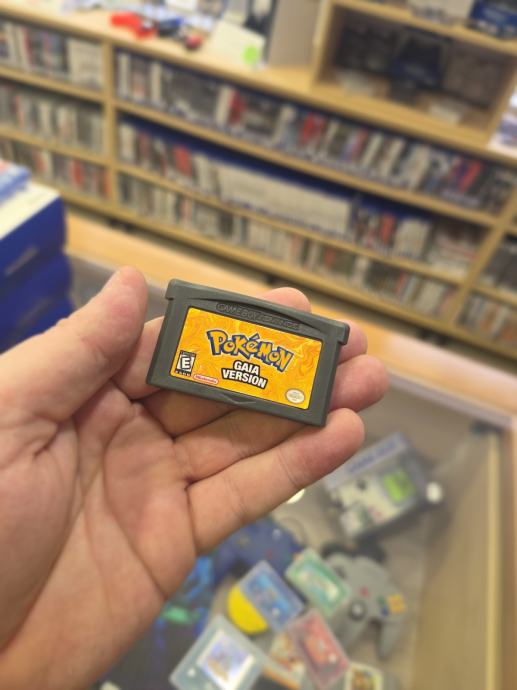 GAME BOY ADVANCE
POKéMON
GAIA
VERSION
E
Nintendo